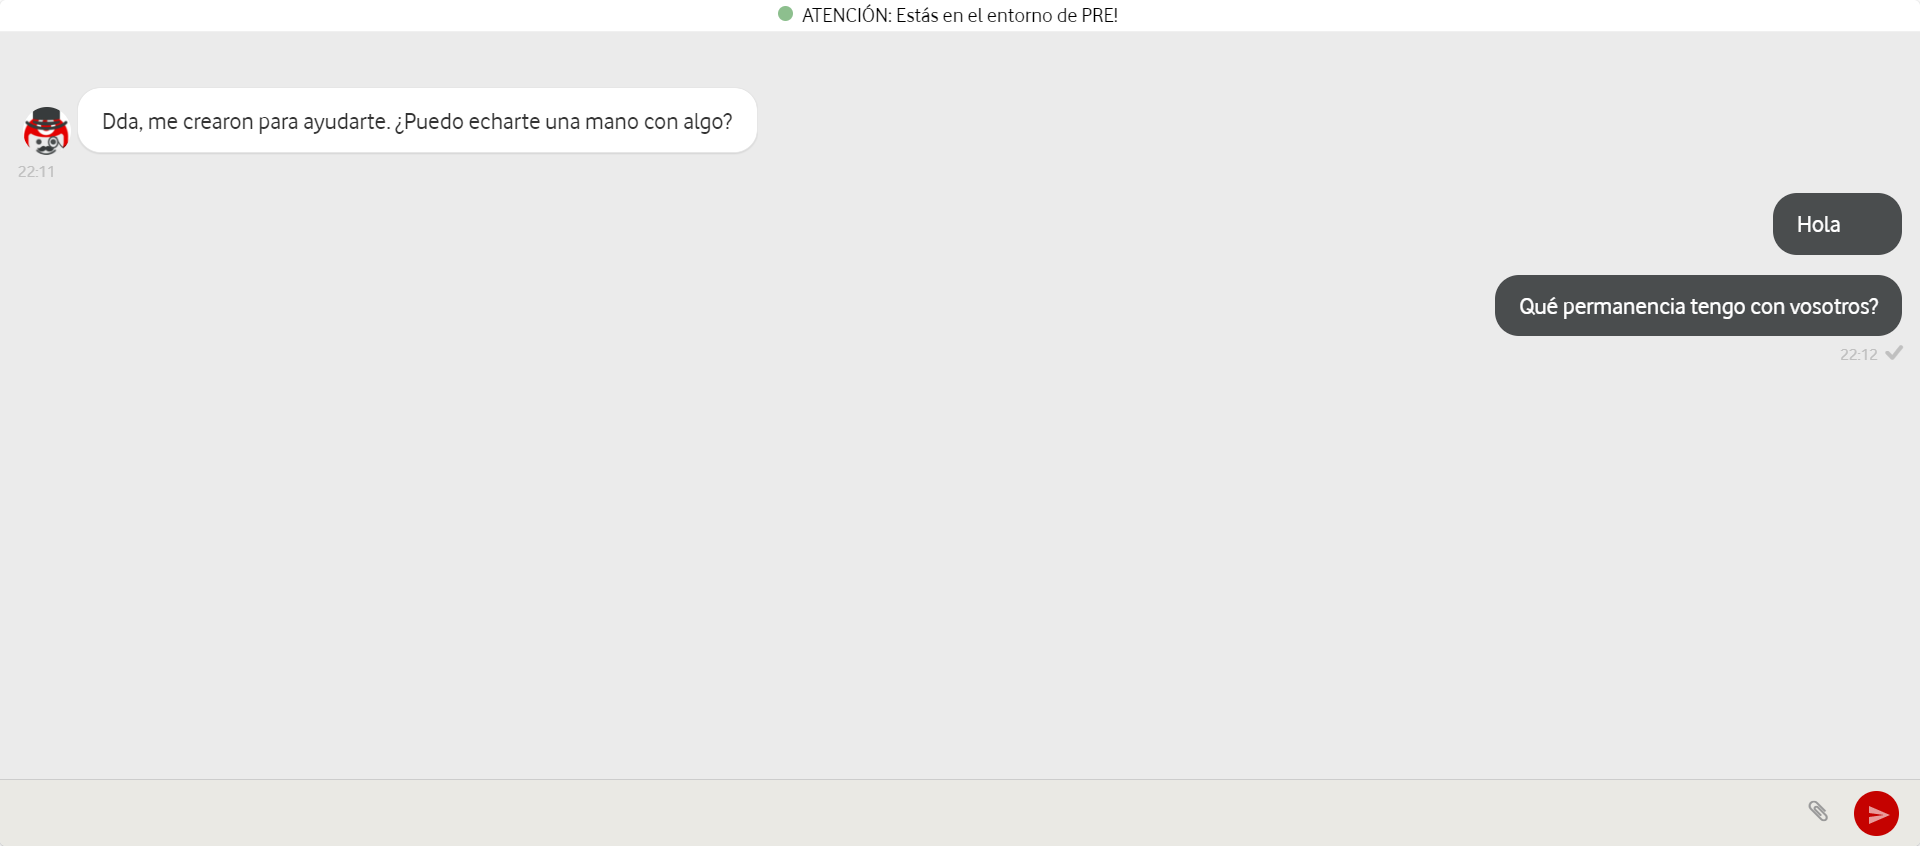 ATENCIÓN: Estás en el entorno de PRE!
Dda, me crearon para ayudarte. ¿Puedo echarte una mano con algo?
22:11
Hola
Qué permanencia tengo con vosotros?
22:12